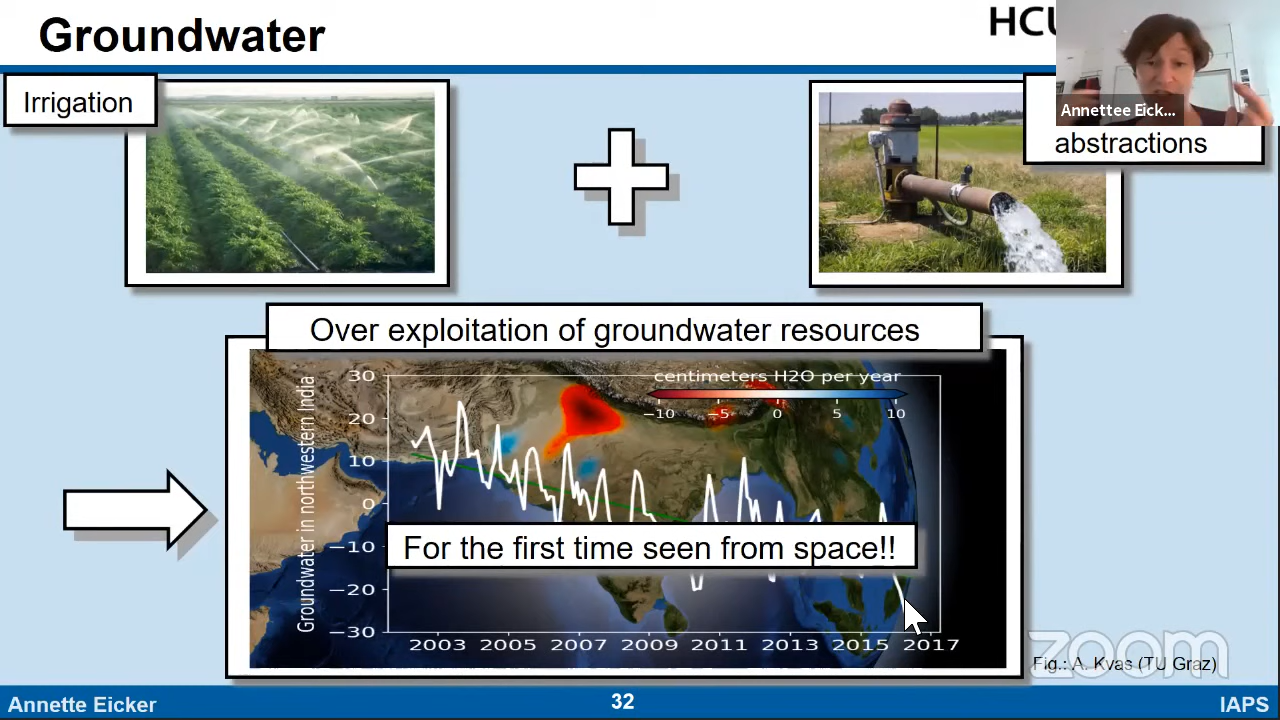 Groundwater
HCU
Irrigation
Annettee Eick...
abstractions
Over exploitation of groundwater resources
centimeters H2O per year
−10 −5 0 5 10
Groundwater in northwestern India
30
20
10
0
−10
−20
−30
For the first time seen from space!!
2003 2005 2007 2009 2011 2013 2015 2017
zoom
Fig.: A. Kvas (TU Graz)
Annette Eicker
32
IAPS